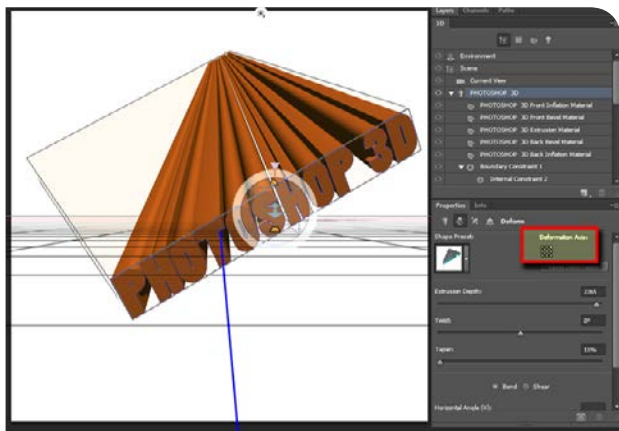 Layers Channels Paths
3D
Environment
Scene
Current View
PHOTOSHOP 3D
PHOTOSHOP 3D Front Inflation Material
PHOTOSHOP 3D Front Bevel Material
PHOTOSHOP 3D Extrusion Material
PHOTOSHOP 3D Back Bevel Material
PHOTOSHOP 3D Back Inflation Material
Boundary Constraint 1
Internal Constraint 2
PHOTOSHOP 3D
Properties Info
Deform
Shape Preset:
Deformation Axis:
Extrusion Depth:
Twist:
0°
Taper:
Bend Shear
Horizontal Angle (X):